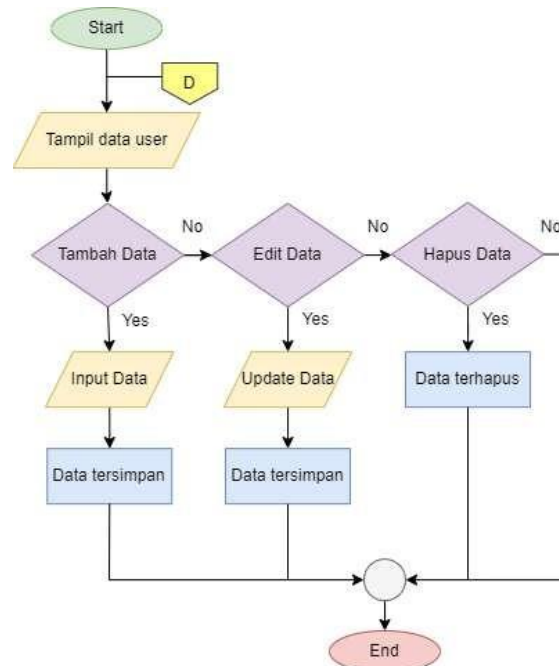 Start
D
Tampil data user
No
No
No
Tambah Data
Edit Data
Hapus Data
Yes
Yes
Yes
Input Data
Update Data
Data terhapus
Data tersimpan
Data tersimpan
End